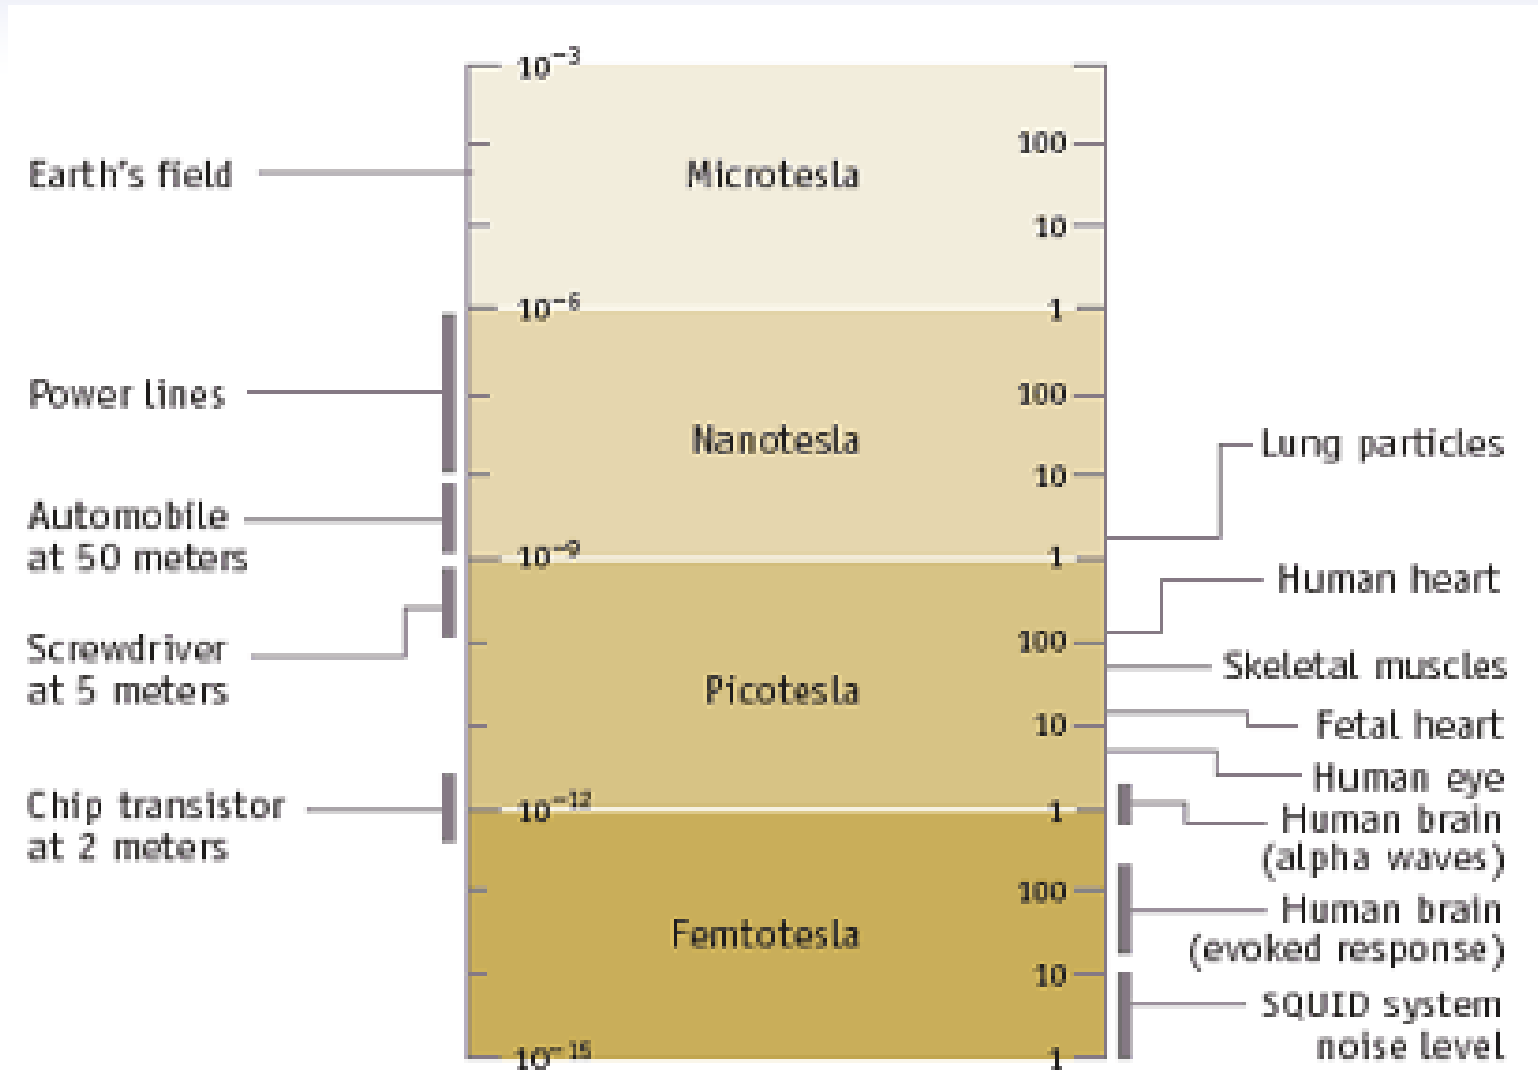 10⁻³
100
Earth's field
Microtesla
10
10⁻⁶
1
Power lines
100
Nanotesla
Lung particles
10
Automobile
at 50 meters
10⁻⁹
1
Human heart
Screwdriver
at 5 meters
100
Skeletal muscles
Picotesla
10
Fetal heart
Human eye
Chip transistor
at 2 meters
10⁻¹²
1
Human brain
(alpha waves)
100
Human brain
(evoked response)
Femtotesla
10
SQUID system
noise level
10⁻¹⁵
1